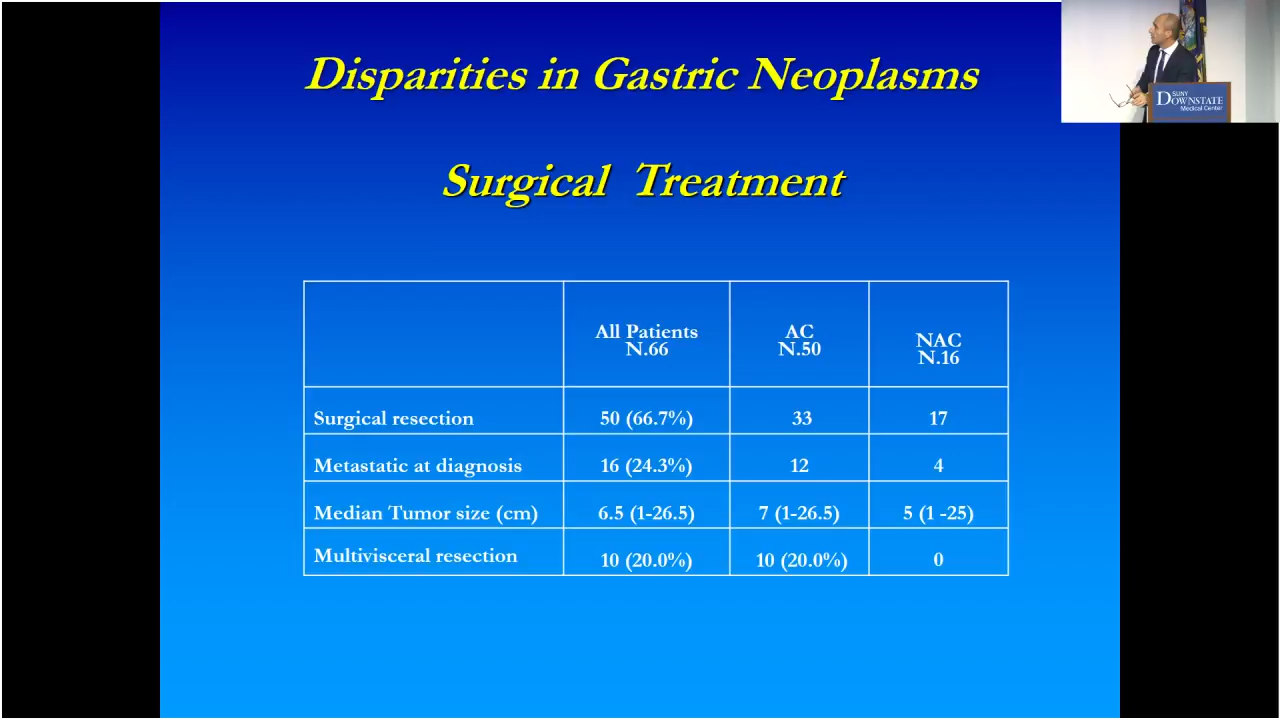 SUNY
DOWNSTATE
Medical Center
Disparities in Gastric Neoplasms
Surgical Treatment
All Patients
N.66
AC
N.50
NAC
N.16
Surgical resection 50 (66.7%) 33 17
Metastatic at diagnosis 16 (24.3%) 12 4
Median Tumor size (cm) 6.5 (1-26.5) 7 (1-26.5) 5 (1 -25)
Multivisceral resection 10 (20.0%) 10 (20.0%) 0